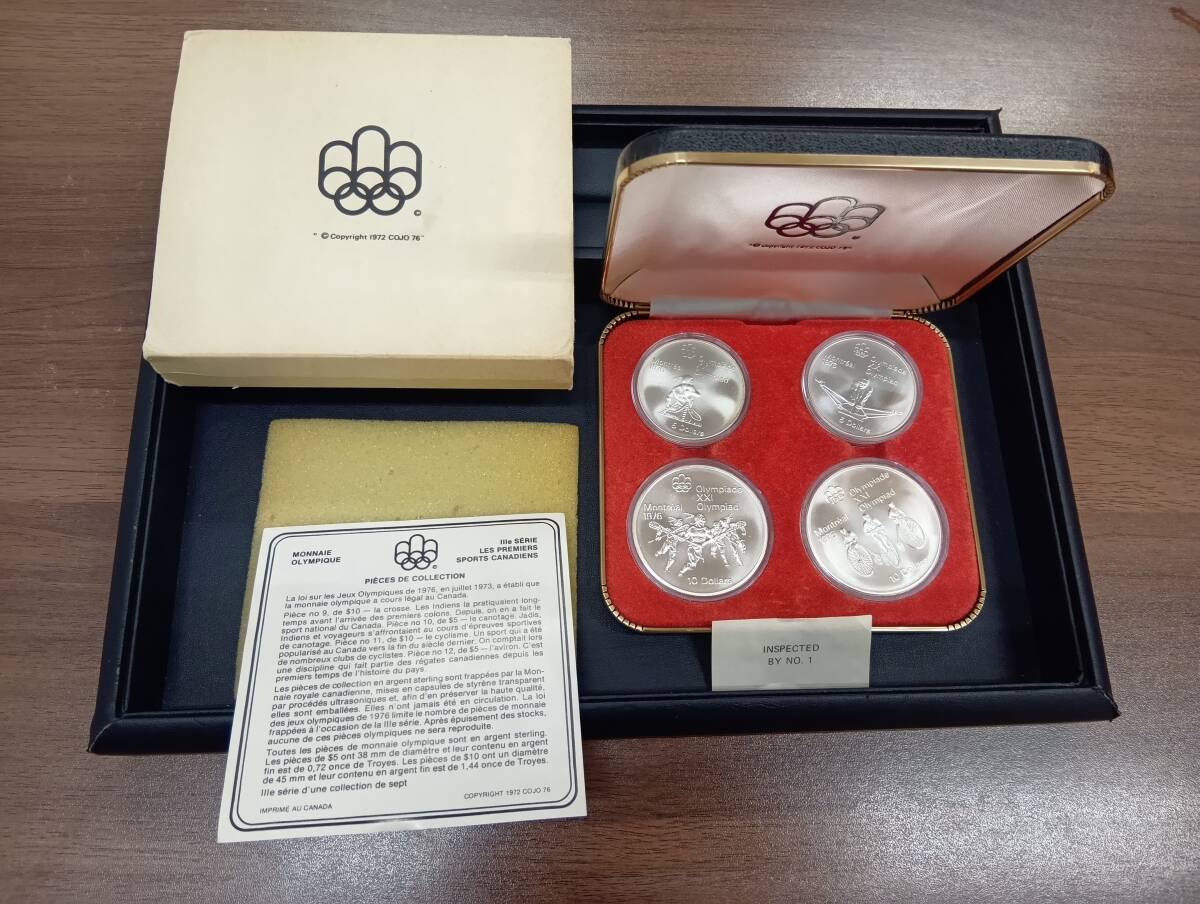 ©
" © Copyright 1972 COJO 76"
"© Copyright 1972 COJO 76"
Montréal
1976
Olympiade
XXI
Olympiad
5 Dollars
Montréal
1976
Olympiade
XXI
Olympiad
5 Dollars
Montréal
1976
Olympiade
XXI
Olympiad
10 Dollars
Montréal
1976
Olympiade
XXI
Olympiad
10 Dollars
INSPECTED
BY NO. 1
MONNAIE
OLYMPIQUE
©
IIIe SÉRIE
LES PREMIERS
SPORTS CANADIENS
PIÈCES DE COLLECTION
La loi sur les Jeux Olympiques de 1976, en juillet 1973, a établi que
la monnaie olympique a cours légal au Canada.
Pièce no 9, de $10 — la crosse. Les Indiens la pratiquaient long-
temps avant l'arrivée des premiers colons. Depuis, on en a fait le
sport national du Canada. Pièce no 10, de $5 — le canotage. Jadis,
Indiens et voyageurs s'affrontaient au cours d'épreuves sportives
de canotage. Pièce no 11, de $10 — le cyclisme. Un sport qui a été
popularisé au Canada vers la fin du siècle dernier. On comptait lors
de nombreux clubs de cyclistes. Pièce no 12, de $5 — l'aviron. C'est
une discipline qui fait partie des régates canadiennes depuis les
premiers temps de l'histoire du pays.
Les pièces de collection en argent sterling sont frappées par la Mon-
naie royale canadienne, mises en capsules de styrène transparent
par procédés ultrasoniques et, afin d'en préserver la haute qualité,
elles sont emballées. Elles n'ont jamais été en circulation. La loi
des jeux olympiques de 1976 limite le nombre de pièces de monnaie
frappées à l'occasion de la IIIe série. Après épuisement des stocks,
aucune de ces pièces olympiques ne sera reproduite.
Toutes les pièces de monnaie olympique sont en argent sterling.
Les pièces de $5 ont 38 mm de diamètre et leur contenu en argent
fin est de 0,72 once de Troyes. Les pièces de $10 ont un diamètre
de 45 mm et leur contenu en argent fin est de 1,44 once de Troyes.
IIIe série d'une collection de sept
IMPRIMÉ AU CANADA
COPYRIGHT 1972 COJO 76